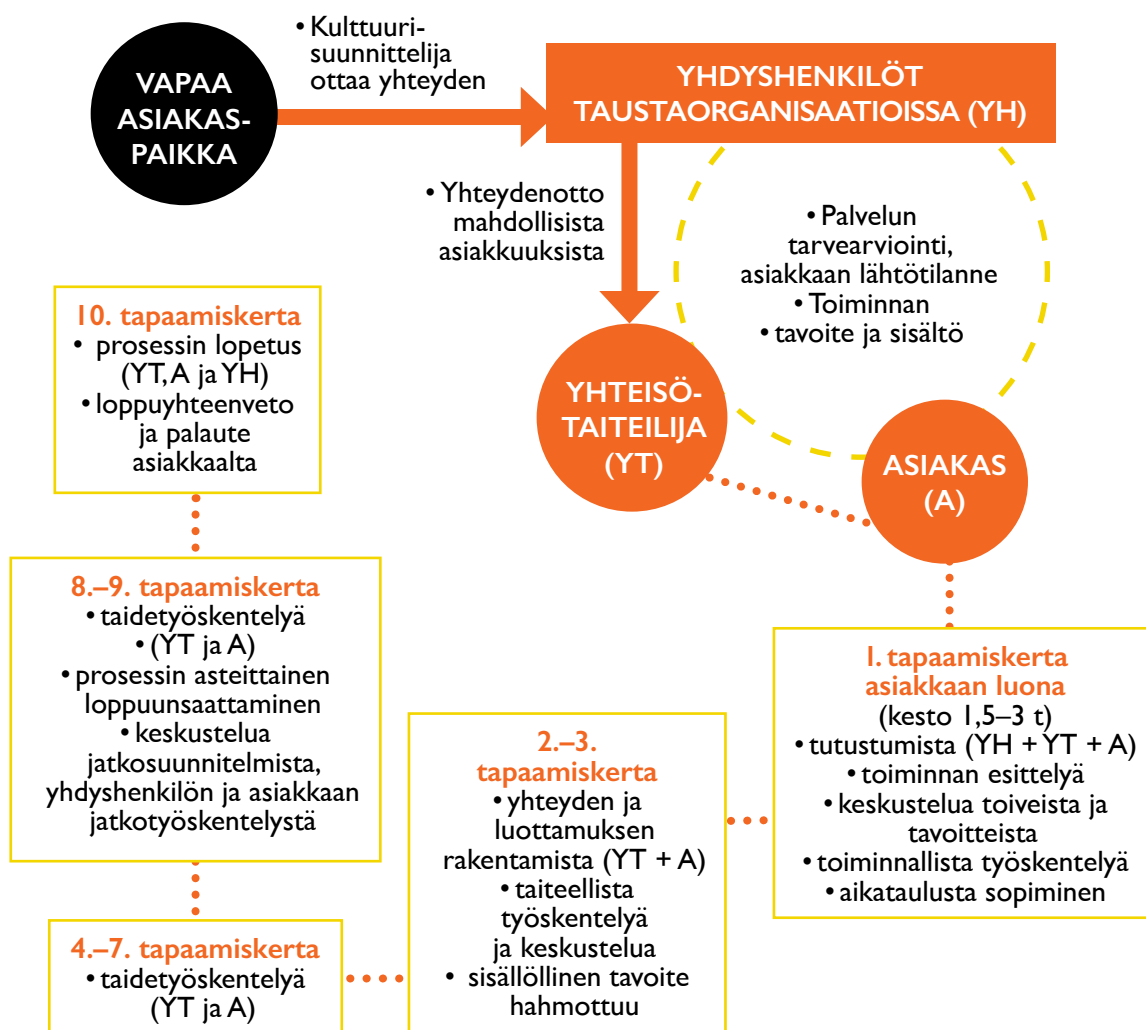 VAPAA
ASIAKAS-
PAIKKA
• Kulttuuri-
suunnittelija
ottaa yhteyden
YHDYSHENKILÖT
TAUSTAORGANISAATIOISSA (YH)
• Yhteydenotto
mahdollisista
asiakkuuksista
• Palvelun
tarvearviointi,
asiakkaan lähtötilanne
• Toiminnan
• tavoite ja sisältö
YHTEISÖ-
TAITEILIJA
(YT)
ASIAKAS
(A)
1. tapaamiskerta
asiakkaan luona
(kesto 1,5–3 t)
• tutustumista (YH + YT + A)
• toiminnan esittelyä
• keskustelua toiveista ja
tavoitteista
• toiminnallista työskentelyä
• aikataulusta sopiminen
2.–3.
tapaamiskerta
• yhteyden ja
luottamuksen
rakentamista (YT + A)
• taiteellista
työskentelyä
ja keskustelua
• sisällöllinen tavoite
hahmottuu
4.–7. tapaamiskerta
• taidetyöskentelyä
(YT ja A)
8.–9. tapaamiskerta
• taidetyöskentelyä
• (YT ja A)
• prosessin asteittainen
loppuunsaattaminen
• keskustelua
jatkosuunnitelmista,
yhdyshenkilön ja asiakkaan
jatkotyöskentelystä
10. tapaamiskerta
• prosessin lopetus
(YT, A ja YH)
• loppuyhteenveto
ja palaute
asiakkaalta